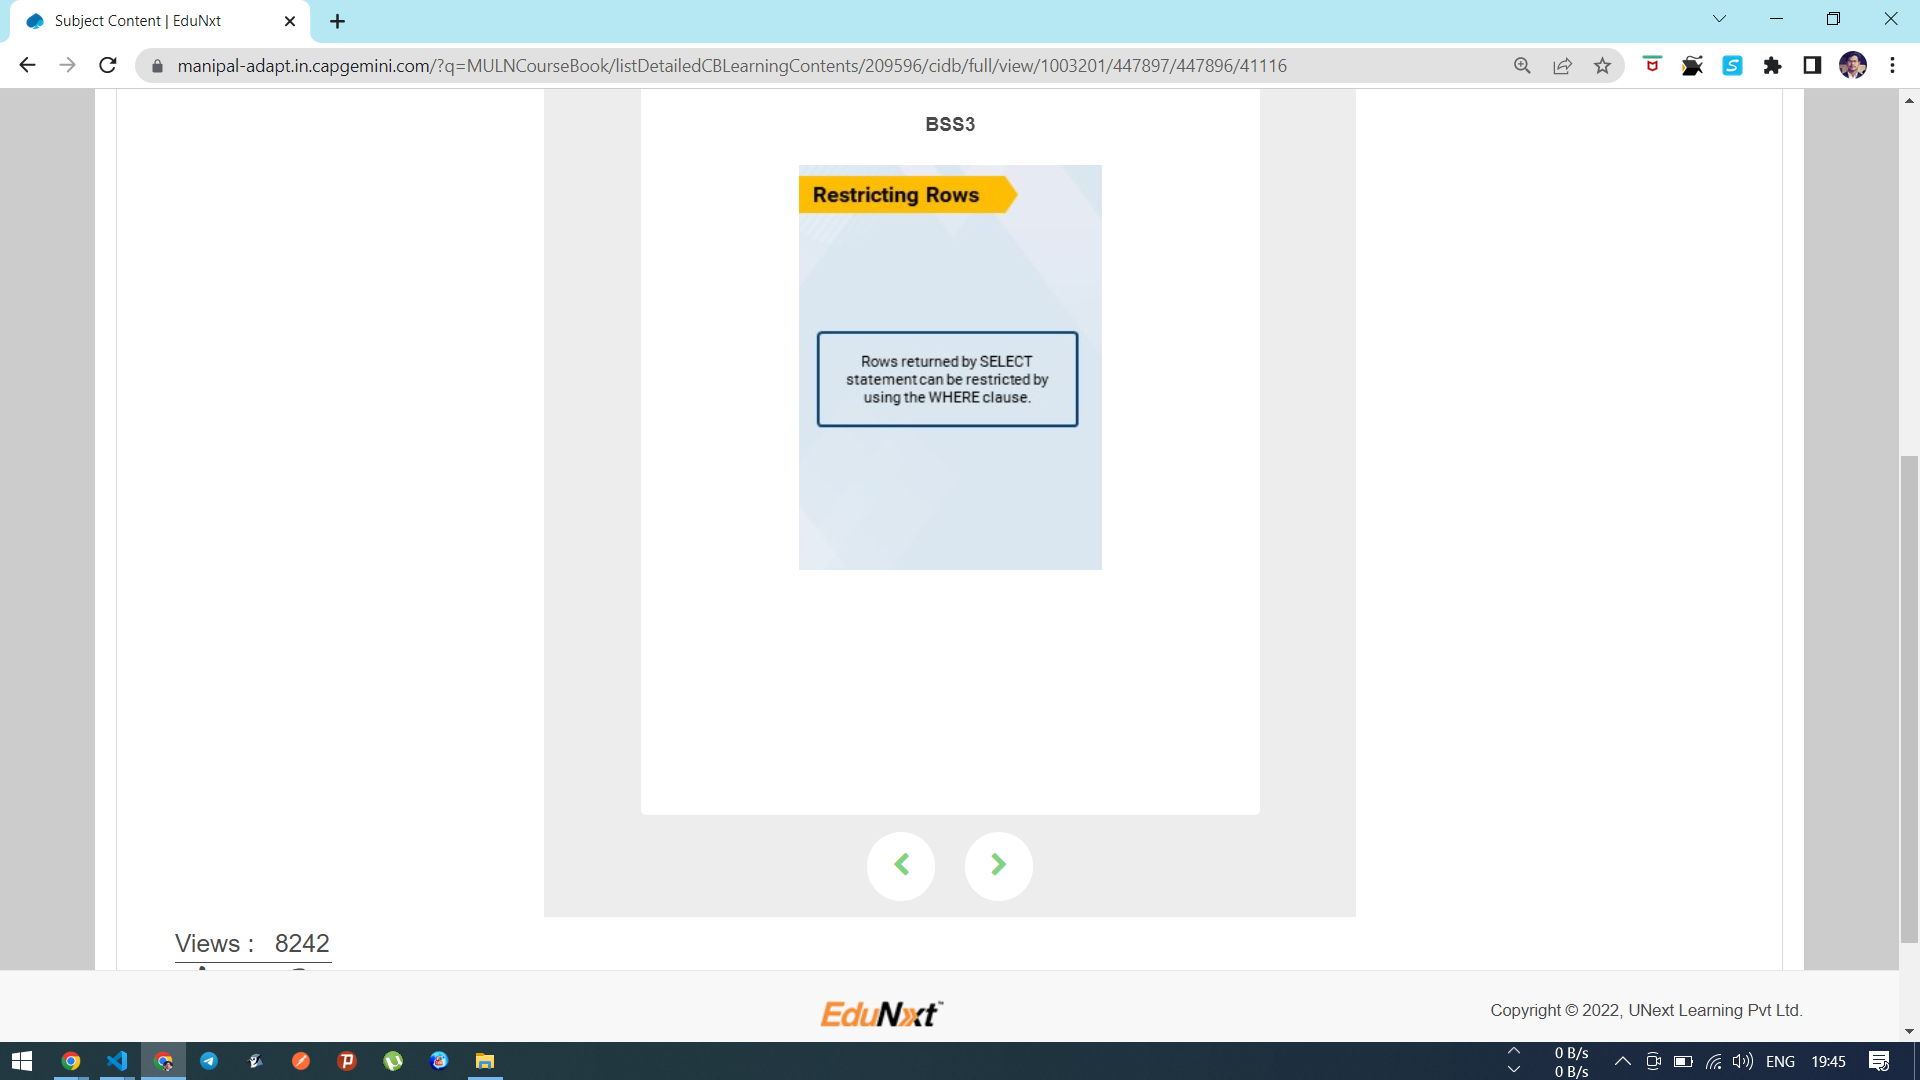 Subject Content | EduNxt
manipal-adapt.in.capgemini.com/?q=MULNCourseBook/listDetailedCBLearningContents/209596/cidb/full/view/1003201/447897/447896/41116
BSS3
Restricting Rows
Rows returned by SELECT
statement can be restricted by
using the WHERE clause.
Views : 8242
EduNxt
Copyright © 2022, UNext Learning Pvt Ltd.
0 B/s
0 B/s
ENG
19:45